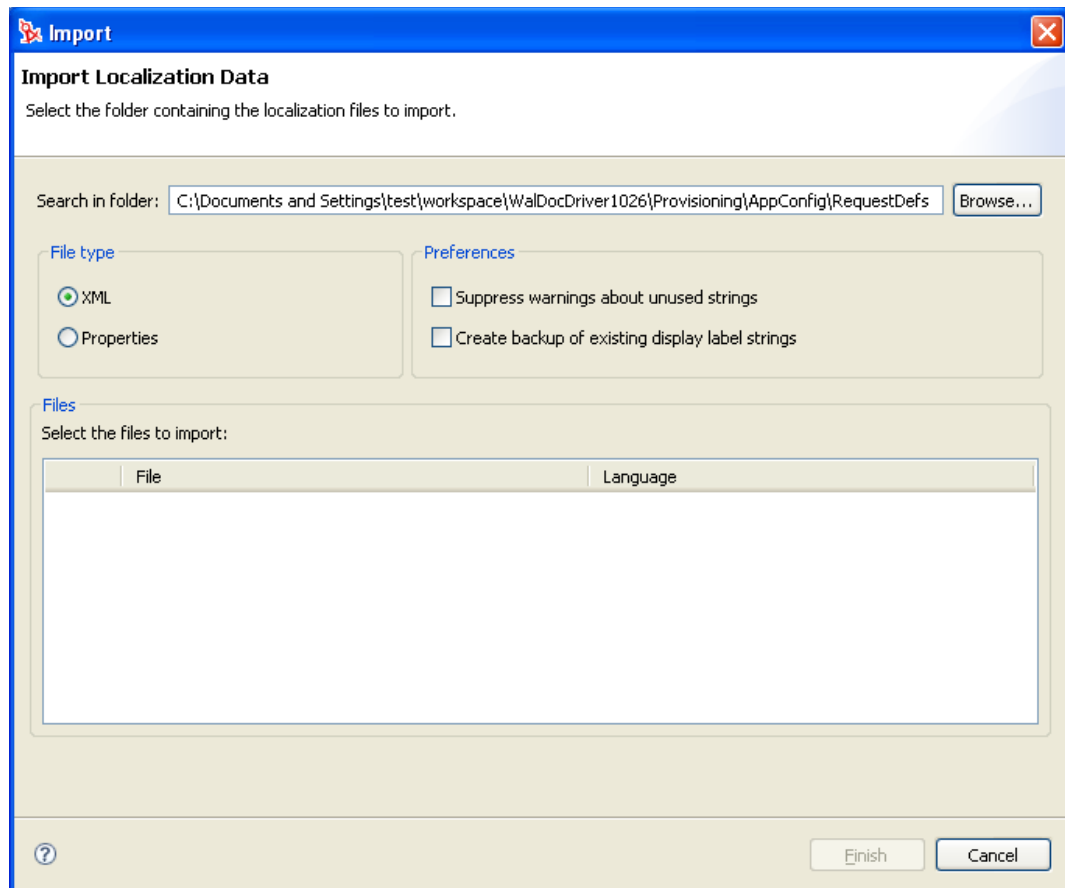 Import
Import Localization Data
Select the folder containing the localization files to import.
Search in folder: C:\Documents and Settings\test\workspace\WalDocDriver1026\Provisioning\AppConfig\RequestDefs Browse...
File type Preferences
XML Suppress warnings about unused strings
Properties Create backup of existing display label strings
Files
Select the files to import:
File Language
? Finish Cancel